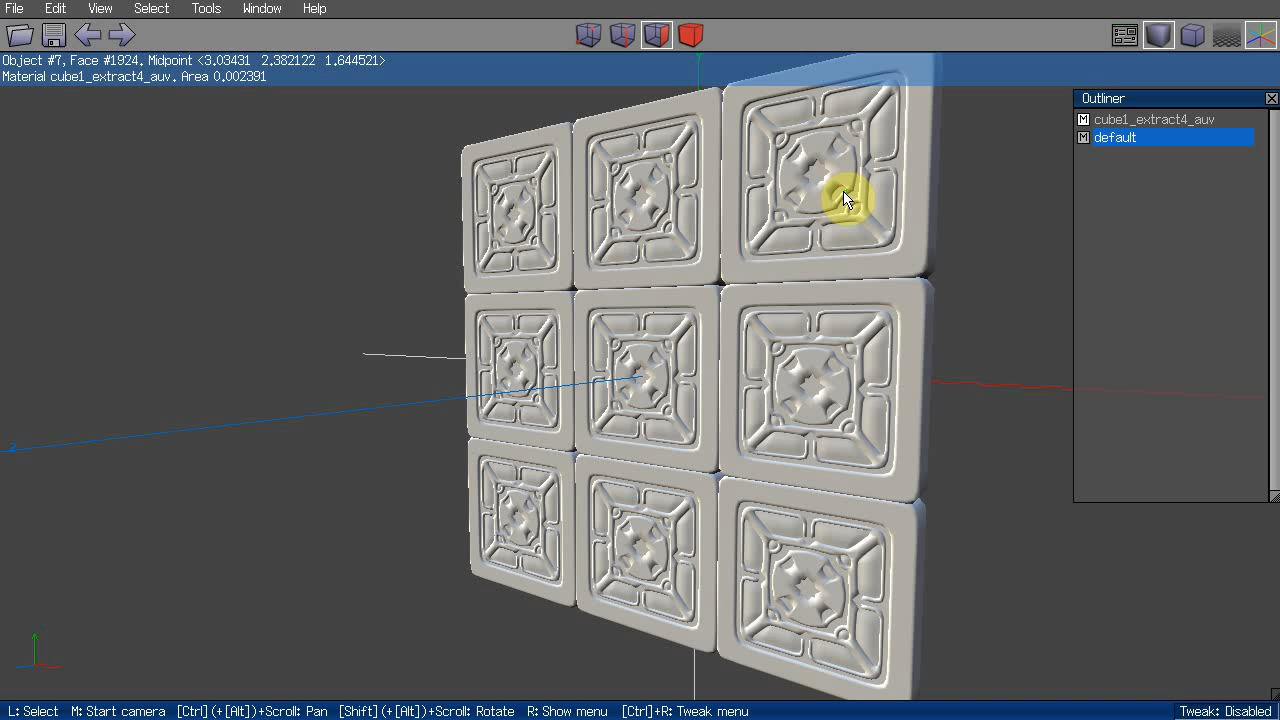 File Edit View Select Tools Window Help
Object #7, Face #1924. Midpoint <3.03431 2.382122 1.644521>
Material cube1_extract4_auv. Area 0.002391
Outliner
M cube1_extract4_auv
M default
Y
Z
L: Select M: Start camera [Ctrl](+[Alt])+Scroll: Pan [Shift](+[Alt])+Scroll: Rotate R: Show menu [Ctrl]+R: Tweak menu
Tweak: Disabled